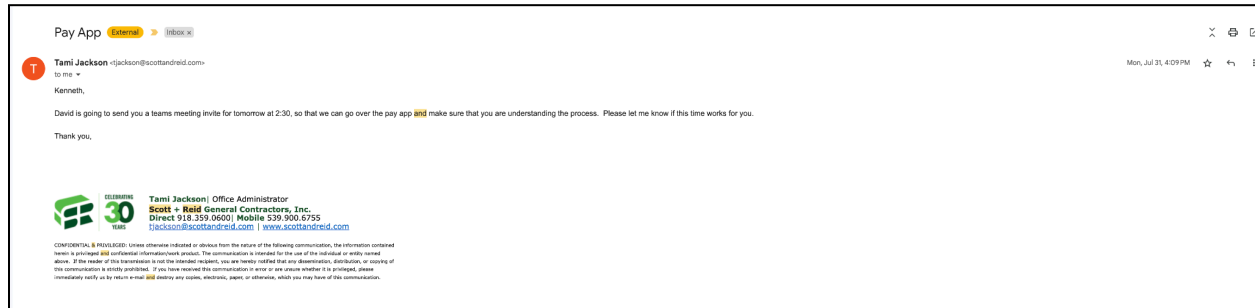 Pay App External Inbox x
Tami Jackson <tjackson@scottandreid.com>
Mon, Jul 31, 4:09 PM
to me
T
Kenneth,
David is going to send you a teams meeting invite for tomorrow at 2:30, so that we can go over the pay app and make sure that you are understanding the process. Please let me know if this time works for you.
Thank you,
CELEBRATING
30
YEARS
Tami Jackson| Office Administrator
Scott + Reid General Contractors, Inc.
Direct 918.359.0600| Mobile 539.900.6755
tjackson@scottandreid.com | www.scottandreid.com
CONFIDENTIAL & PRIVILEGED: Unless otherwise indicated or obvious from the nature of the following communication, the information contained
herein is privileged and confidential information/work product. The communication is intended for the use of the individual or entity named
above. If the reader of this transmission is not the intended recipient, you are hereby notified that any dissemination, distribution, or copying of
this communication is strictly prohibited. If you have received this communication in error or are unsure whether it is privileged, please
immediately notify us by return e-mail and destroy any copies, electronic, paper, or otherwise, which you may have of this communication.